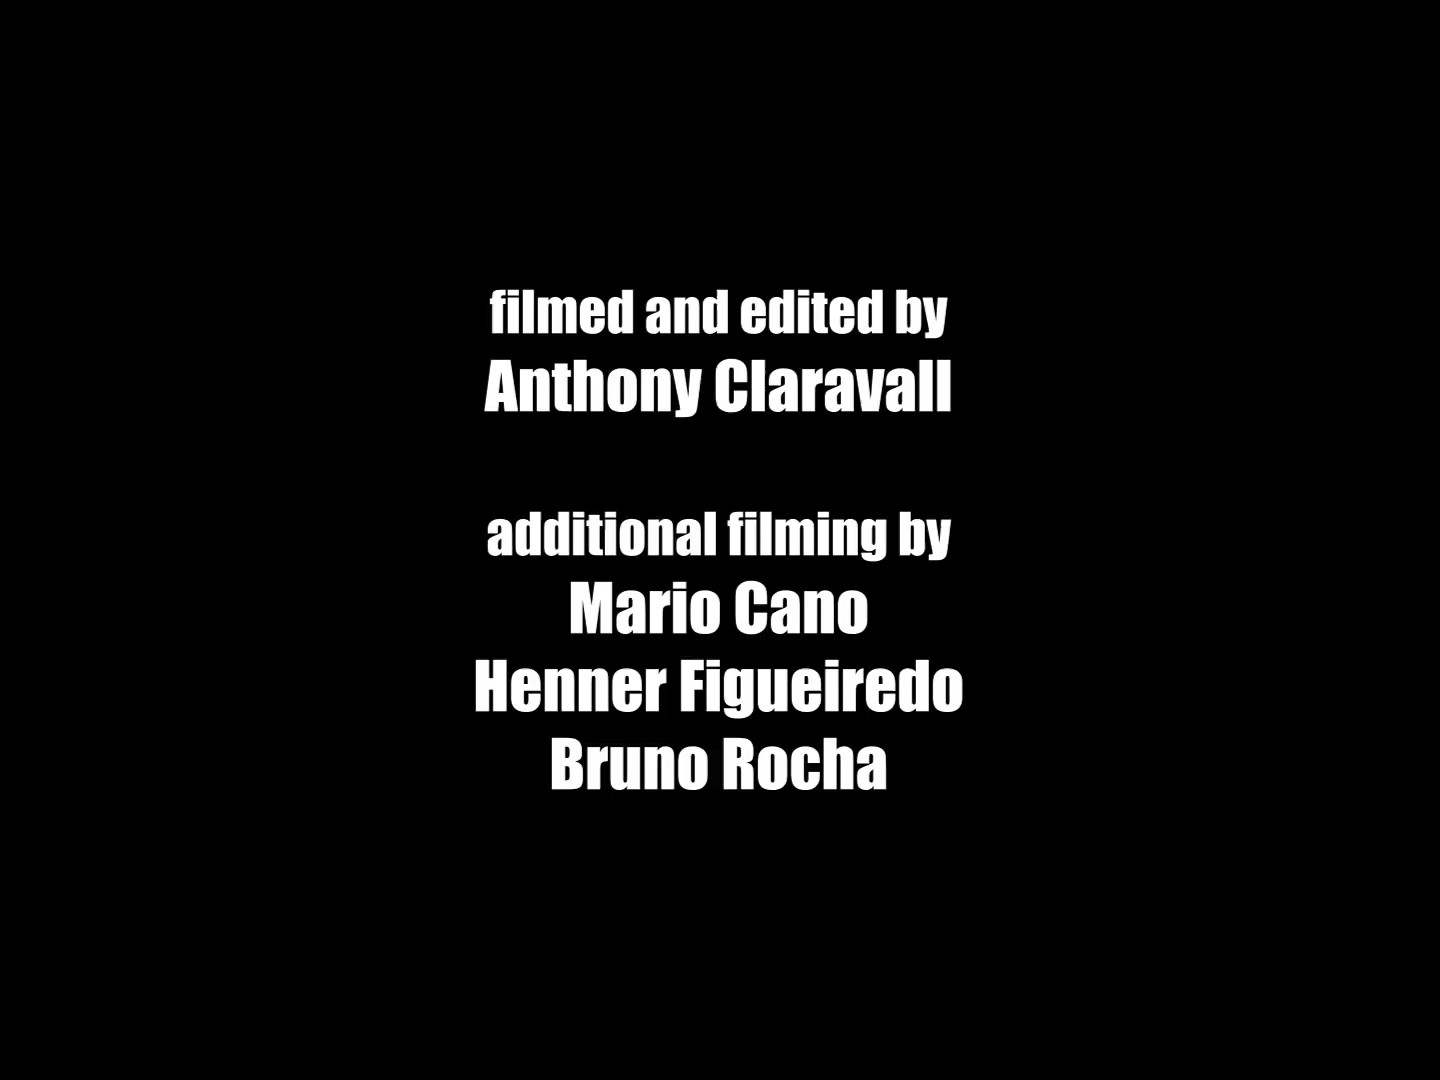 filmed and edited by
Anthony Claravall
additional filming by
Mario Cano
Henner Figueiredo
Bruno Rocha